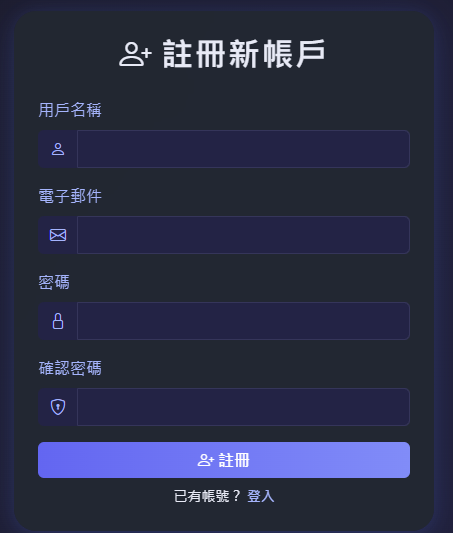 註冊新帳戶
用戶名稱
電子郵件
密碼
確認密碼
註冊
已有帳號？ 登入